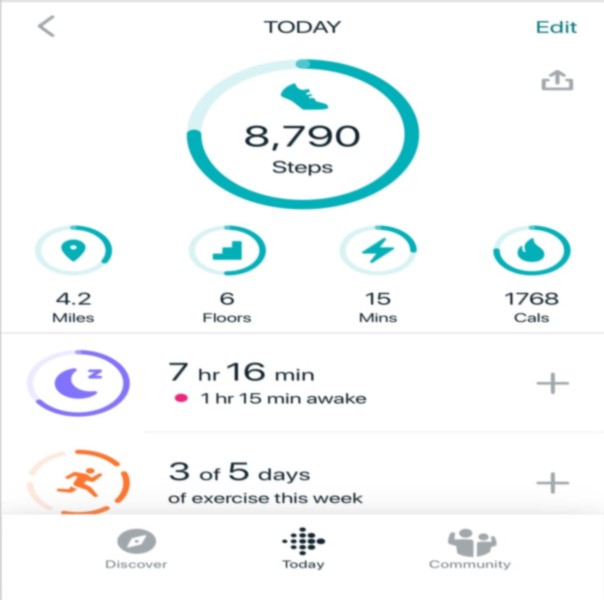 TODAY
Edit
8,790
Steps
4.2
Miles
6
Floors
15
Mins
1768
Cals
z
7 hr 16 min
1 hr 15 min awake
3 of 5 days
of exercise this week
Discover
Today
Community